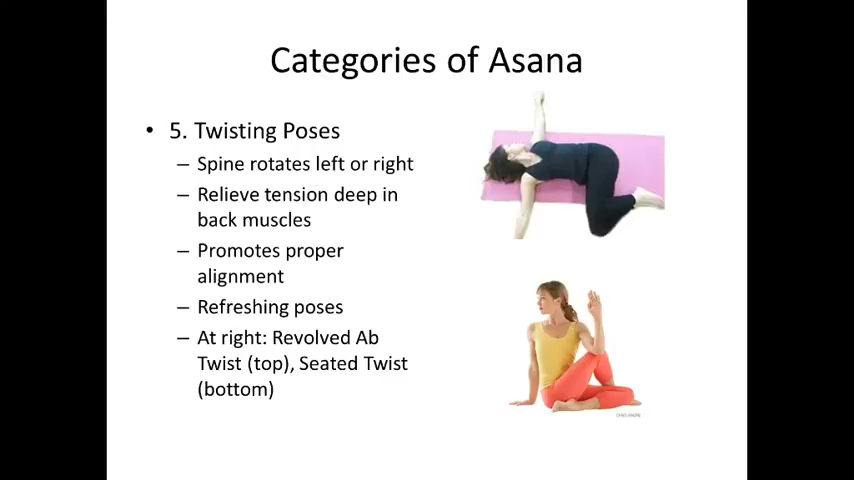 Categories of Asana
• 5. Twisting Poses
– Spine rotates left or right
– Relieve tension deep in
back muscles
– Promotes proper
alignment
– Refreshing poses
– At right: Revolved Ab
Twist (top), Seated Twist
(bottom)